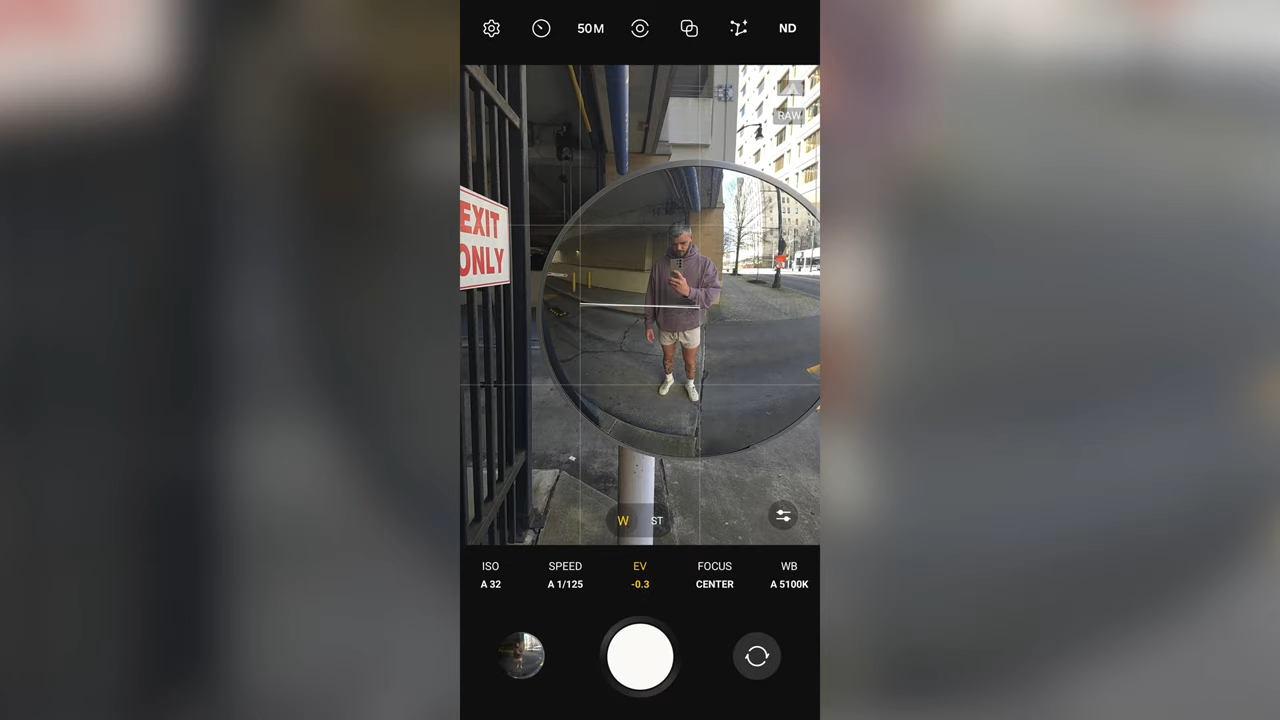 50M
ND
RAW
EXIT
ONLY
W
ST
ISO
SPEED
EV
FOCUS
WB
A 32
A 1/125
-0.3
CENTER
A 5100K